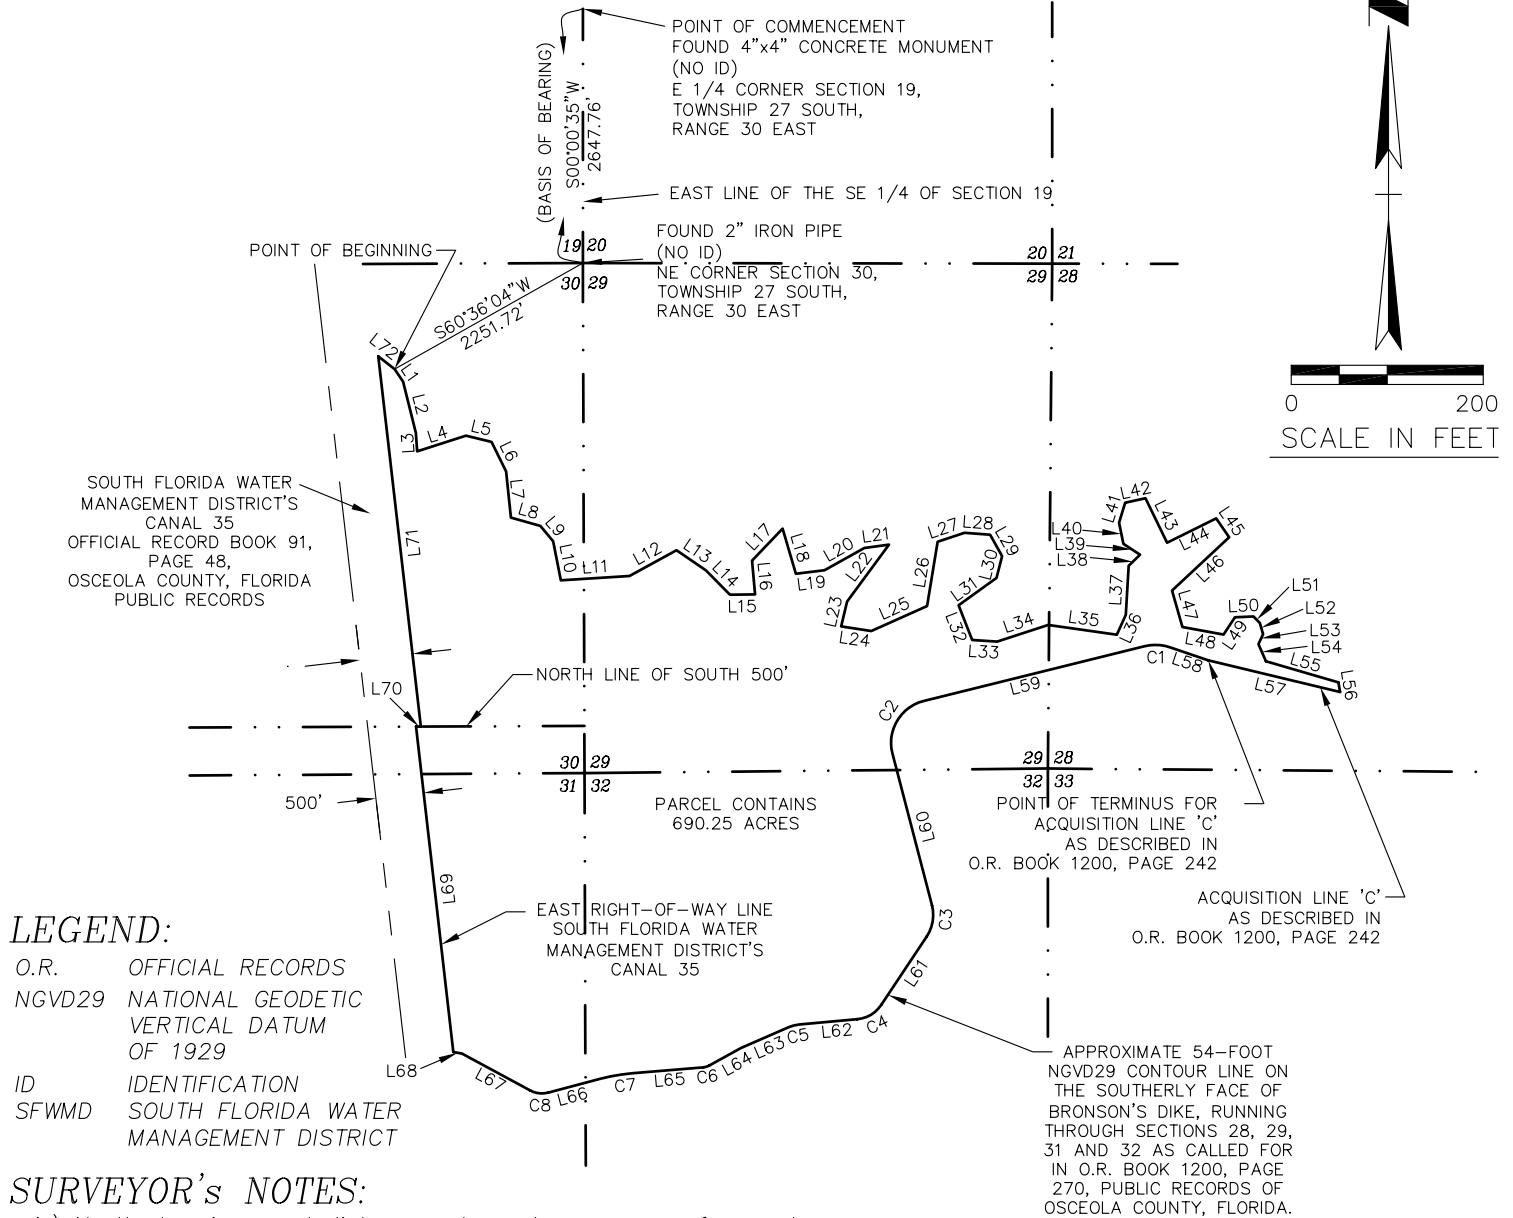 POINT OF COMMENCEMENT
FOUND 4"x4" CONCRETE MONUMENT
(NO ID)
E 1/4 CORNER SECTION 19,
TOWNSHIP 27 SOUTH,
RANGE 30 EAST
(BASIS OF BEARING)
S00°00'35"W
2647.76'
EAST LINE OF THE SE 1/4 OF SECTION 19
FOUND 2" IRON PIPE
(NO ID)
NE CORNER SECTION 30,
TOWNSHIP 27 SOUTH,
RANGE 30 EAST
19 20
30 29
20 21
29 28
POINT OF BEGINNING
S60°36'04"W
2251.72'
0 200
SCALE IN FEET
L72
L1
L2
L3
L4
L5
L6
L7
L8
L9
L10
L11
L12
L13
L14
L15
L16
L17
L18
L19
L20
L21
L22
L23
L24
L25
L26
L27
L28
L29
L30
L31
L32
L33
L34
L35
L36
L37
L38
L39
L40
L41
L42
L43
L44
L45
L46
L47
L48
L49
L50
L51
L52
L53
L54
L55
L56
L57
L58
C1
L59
C2
L60
C3
L61
C4
L62
C5
L63
L64
C6
L65
C7
L66
C8
L67
L68
L69
L70
L71
SOUTH FLORIDA WATER
MANAGEMENT DISTRICT'S
CANAL 35
OFFICIAL RECORD BOOK 91,
PAGE 48,
OSCEOLA COUNTY, FLORIDA
PUBLIC RECORDS
NORTH LINE OF SOUTH 500'
30 29
31 32
29 28
32 33
500'
PARCEL CONTAINS
690.25 ACRES
POINT OF TERMINUS FOR
ACQUISITION LINE 'C'
AS DESCRIBED IN
O.R. BOOK 1200, PAGE 242
ACQUISITION LINE 'C'
AS DESCRIBED IN
O.R. BOOK 1200, PAGE 242
EAST RIGHT-OF-WAY LINE
SOUTH FLORIDA WATER
MANAGEMENT DISTRICT'S
CANAL 35
APPROXIMATE 54-FOOT
NGVD29 CONTOUR LINE ON
THE SOUTHERLY FACE OF
BRONSON'S DIKE, RUNNING
THROUGH SECTIONS 28, 29,
31 AND 32 AS CALLED FOR
IN O.R. BOOK 1200, PAGE
270, PUBLIC RECORDS OF
OSCEOLA COUNTY, FLORIDA.
LEGEND:
O.R. OFFICIAL RECORDS
NGVD29 NATIONAL GEODETIC
VERTICAL DATUM
OF 1929
ID IDENTIFICATION
SFWMD SOUTH FLORIDA WATER
MANAGEMENT DISTRICT
SURVEYOR's NOTES: